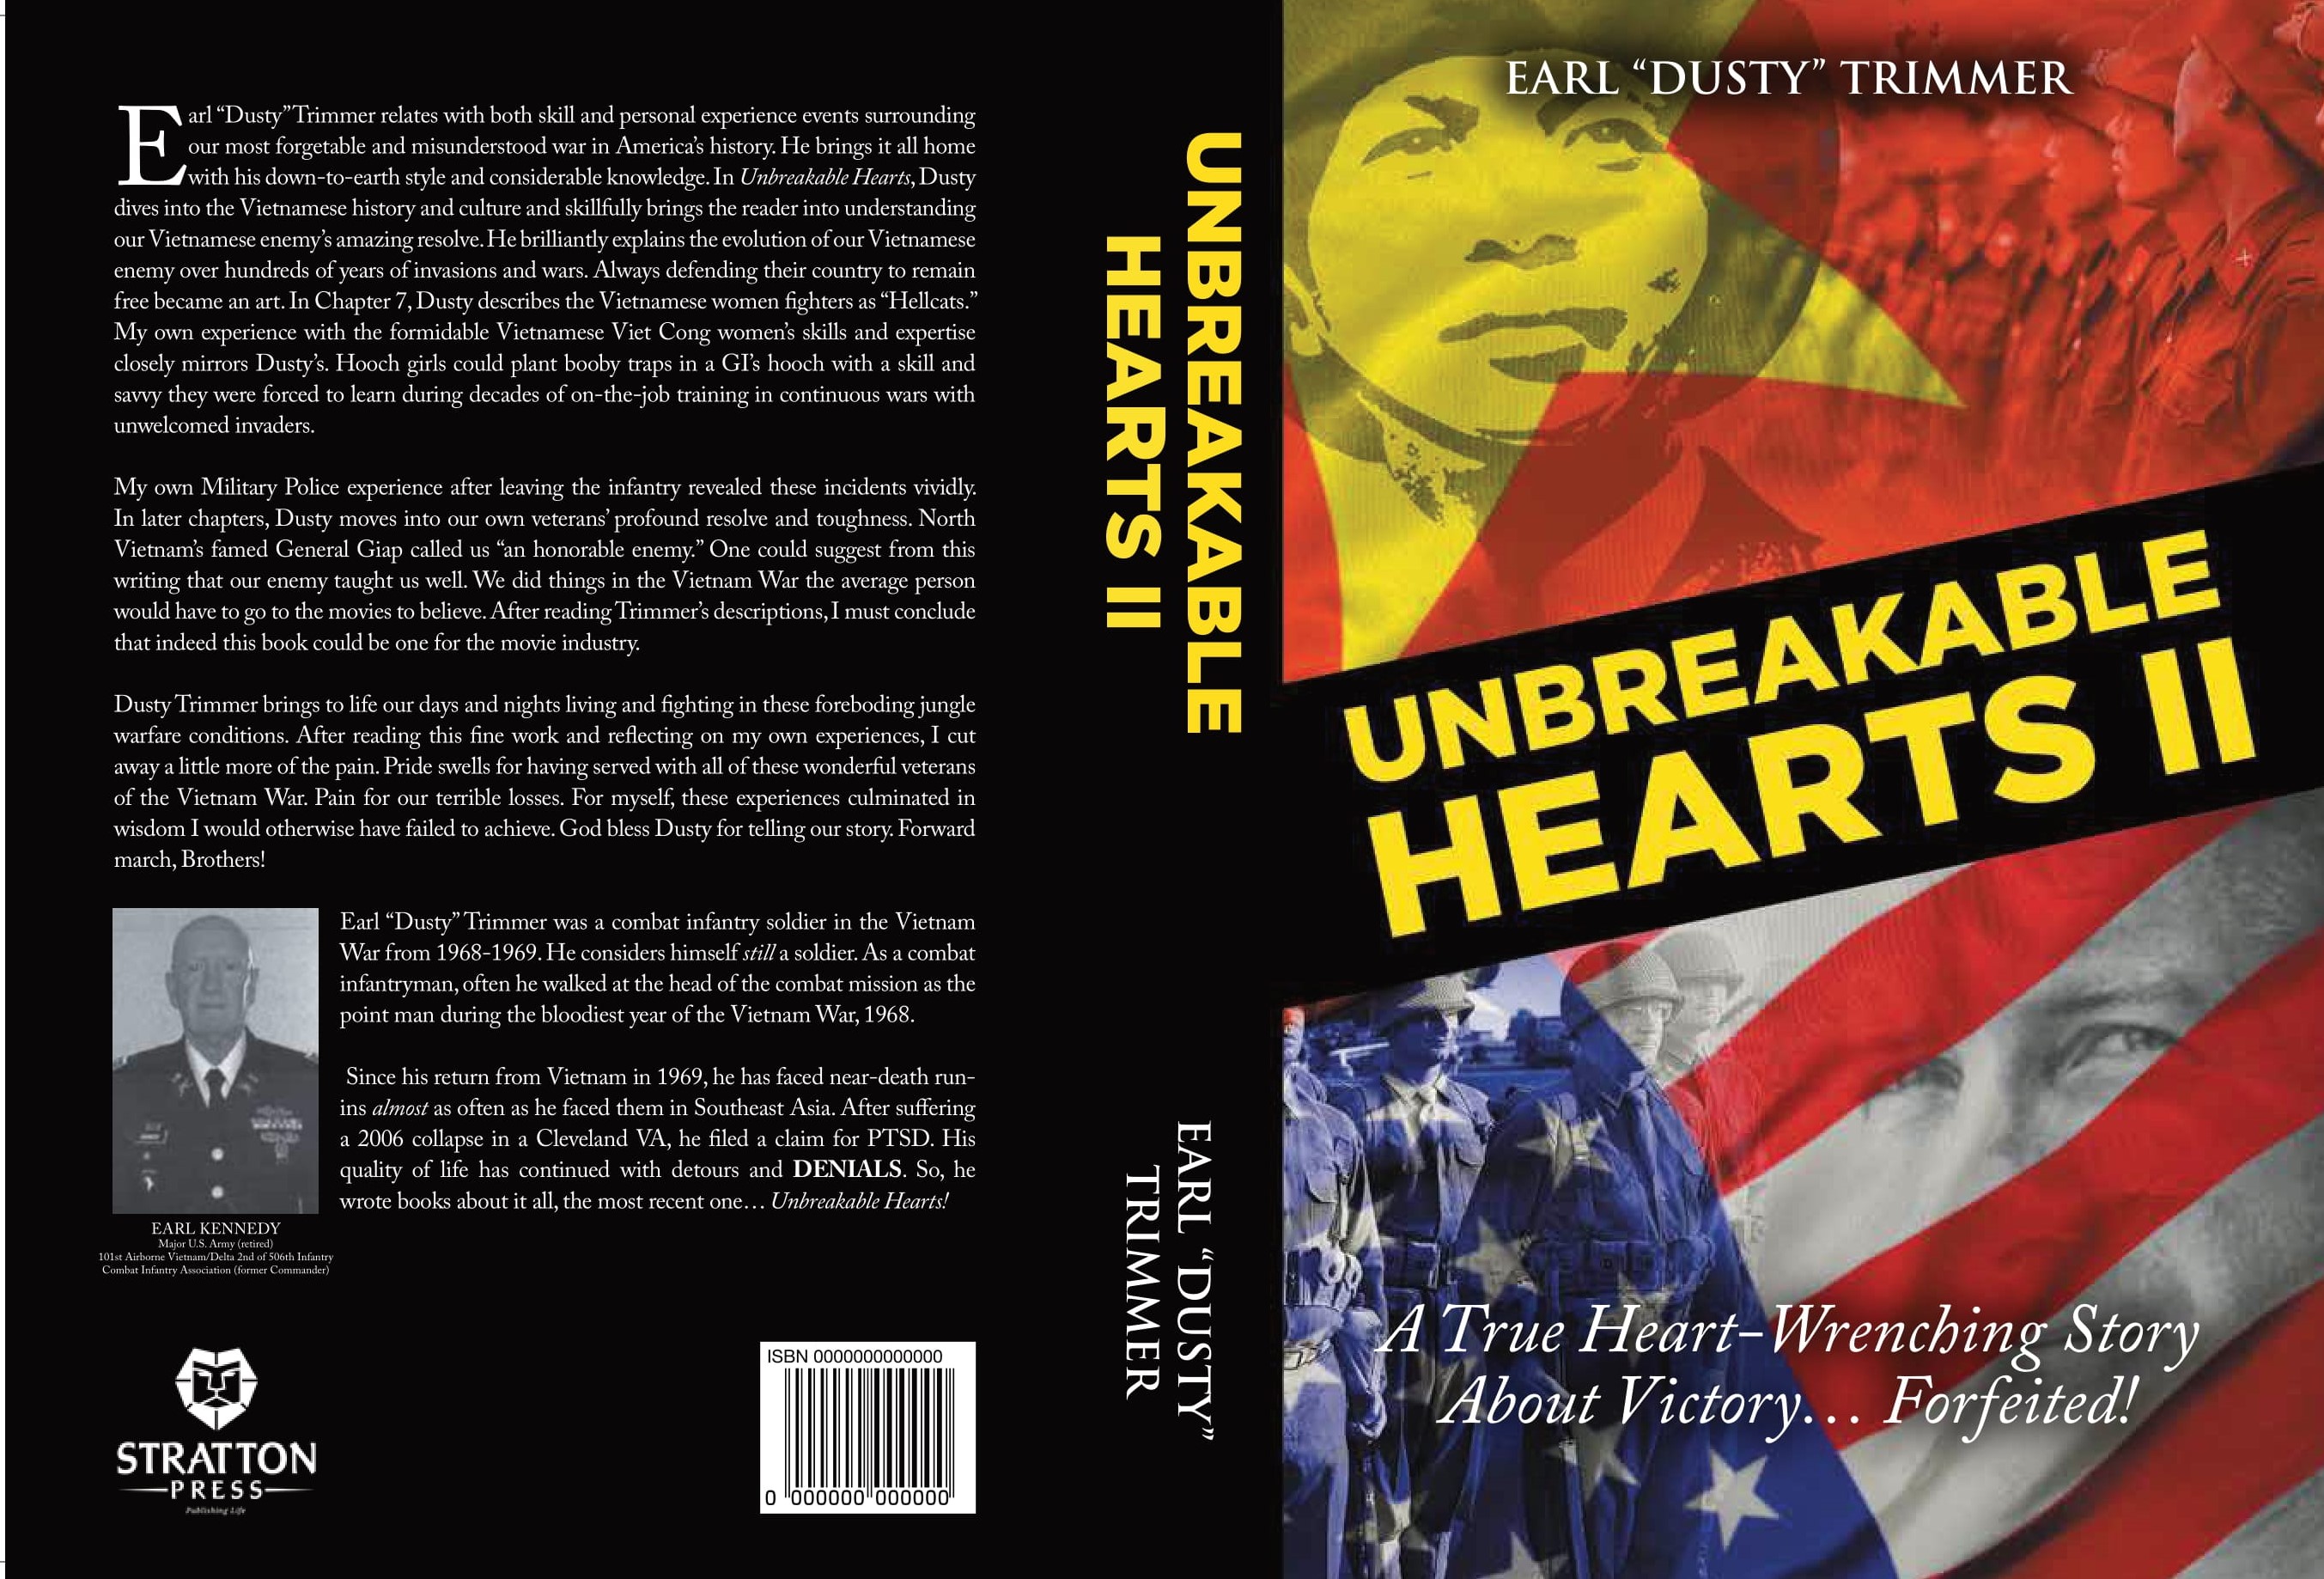 Earl “Dusty” Trimmer relates with both skill and personal experience events surrounding
our most forgetable and misunderstood war in America’s history. He brings it all home
with his down-to-earth style and considerable knowledge. In Unbreakable Hearts, Dusty
dives into the Vietnamese history and culture and skillfully brings the reader into understanding
our Vietnamese enemy’s amazing resolve. He brilliantly explains the evolution of our Vietnamese
enemy over hundreds of years of invasions and wars. Always defending their country to remain
free became an art. In Chapter 7, Dusty describes the Vietnamese women fighters as “Hellcats.”
My own experience with the formidable Vietnamese Viet Cong women’s skills and expertise
closely mirrors Dusty’s. Hooch girls could plant booby traps in a GI’s hooch with a skill and
savvy they were forced to learn during decades of on-the-job training in continuous wars with
unwelcomed invaders.
My own Military Police experience after leaving the infantry revealed these incidents vividly.
In later chapters, Dusty moves into our own veterans’ profound resolve and toughness. North
Vietnam’s famed General Giap called us “an honorable enemy.” One could suggest from this
writing that our enemy taught us well. We did things in the Vietnam War the average person
would have to go to the movies to believe. After reading Trimmer’s descriptions, I must conclude
that indeed this book could be one for the movie industry.
Dusty Trimmer brings to life our days and nights living and fighting in these foreboding jungle
warfare conditions. After reading this fine work and reflecting on my own experiences, I cut
away a little more of the pain. Pride swells for having served with all of these wonderful veterans
of the Vietnam War. Pain for our terrible losses. For myself, these experiences culminated in
wisdom I would otherwise have failed to achieve. God bless Dusty for telling our story. Forward
march, Brothers!
Earl “Dusty” Trimmer was a combat infantry soldier in the Vietnam
War from 1968-1969. He considers himself still a soldier. As a combat
infantryman, often he walked at the head of the combat mission as the
point man during the bloodiest year of the Vietnam War, 1968.
Since his return from Vietnam in 1969, he has faced near-death run-
ins almost as often as he faced them in Southeast Asia. After suffering
a 2006 collapse in a Cleveland VA, he filed a claim for PTSD. His
quality of life has continued with detours and DENIALS. So, he
wrote books about it all, the most recent one… Unbreakable Hearts!
EARL KENNEDY
Major U.S. Army (retired)
101st Airborne Vietnam/Delta 2nd of 506th Infantry
Combat Infantry Association (former Commander)
STRATTON
PRESS
Publishing Life
ISBN 0000000000000
0 000000 000000
UNBREAKABLE
HEARTS II
EARL “DUSTY”
TRIMMER
EARL “DUSTY” TRIMMER
UNBREAKABLE
HEARTS II
A True Heart-Wrenching Story
About Victory… Forfeited!